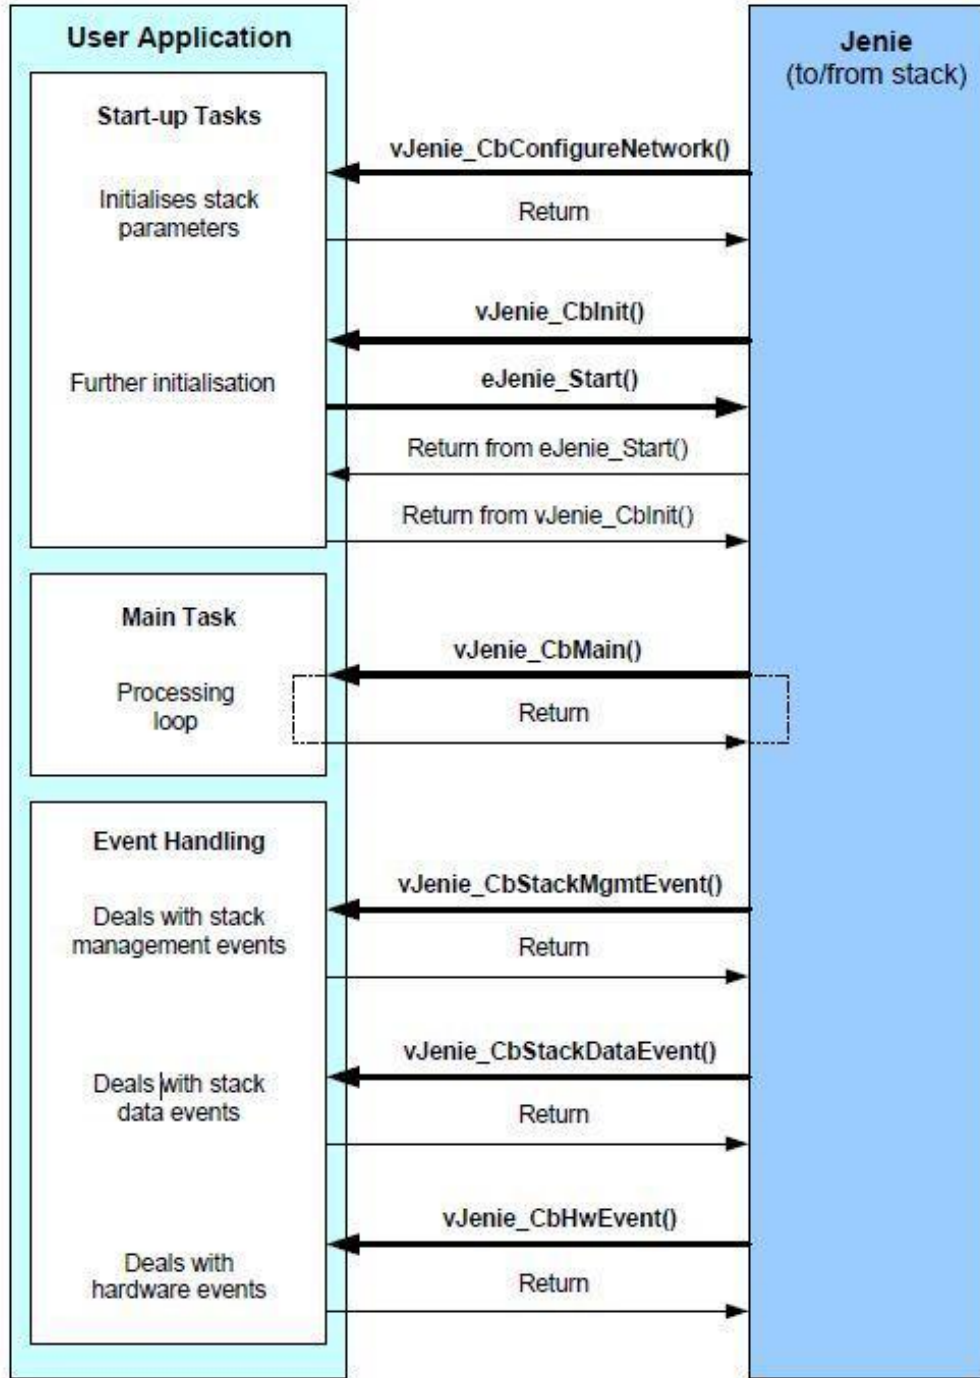 User Application
Jenie
(to/from stack)
Start-up Tasks
vJenie_CbConfigureNetwork()
Initialises stack
parameters
Return
vJenie_CbInit()
Further initialisation
eJenie_Start()
Return from eJenie_Start()
Return from vJenie_CbInit()
Main Task
vJenie_CbMain()
Processing
loop
Return
Event Handling
vJenie_CbStackMgmtEvent()
Deals with stack
management events
Return
vJenie_CbStackDataEvent()
Deals with stack
data events
Return
vJenie_CbHwEvent()
Deals with
hardware events
Return